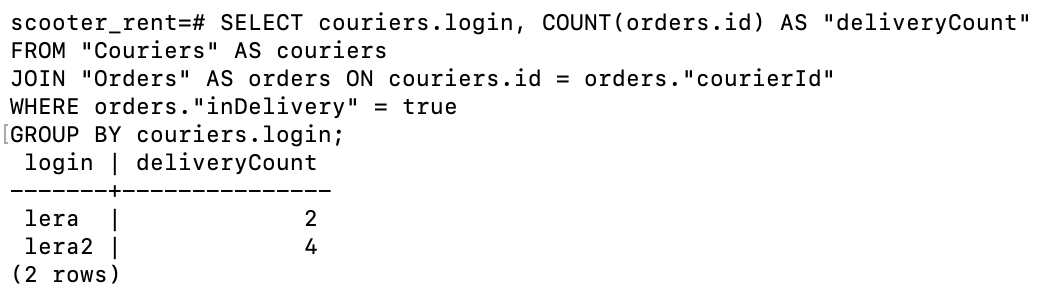 scooter_rent=# SELECT couriers.login, COUNT(orders.id) AS "deliveryCount"
FROM "Couriers" AS couriers
JOIN "Orders" AS orders ON couriers.id = orders."courierId"
WHERE orders."inDelivery" = true
[GROUP BY couriers.login;
 login | deliveryCount
-------+---------------
 lera  |             2
 lera2 |             4
(2 rows)